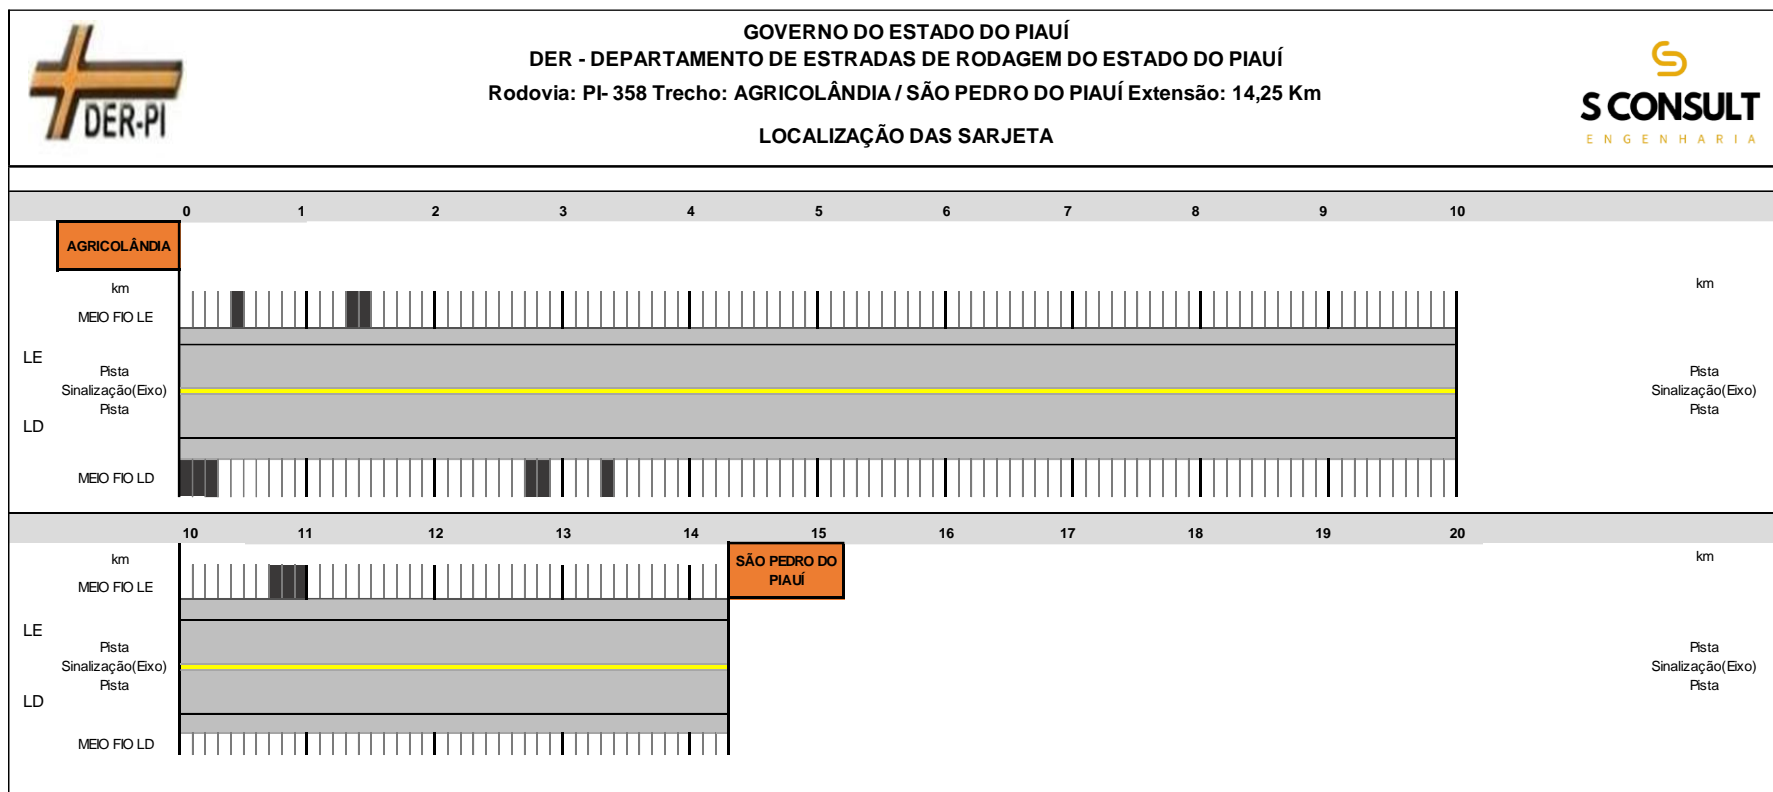 GOVERNO DO ESTADO DO PIAUÍ
DER - DEPARTAMENTO DE ESTRADAS DE RODAGEM DO ESTADO DO PIAUÍ
Rodovia: PI- 358 Trecho: AGRICOLÂNDIA / SÃO PEDRO DO PIAUÍ Extensão: 14,25 Km
LOCALIZAÇÃO DAS SARJETA
DER-PI
S CONSULT
ENGENHARIA
0 1 2 3 4 5 6 7 8 9 10
AGRICOLÂNDIA
km km
MEIO FIO LE
LE
Pista Pista
Sinalização(Eixo) Sinalização(Eixo)
Pista Pista
LD
MEIO FIO LD
10 11 12 13 14 15 16 17 18 19 20
SÃO PEDRO DO
PIAUÍ
km km
MEIO FIO LE
LE
Pista Pista
Sinalização(Eixo) Sinalização(Eixo)
Pista Pista
LD
MEIO FIO LD